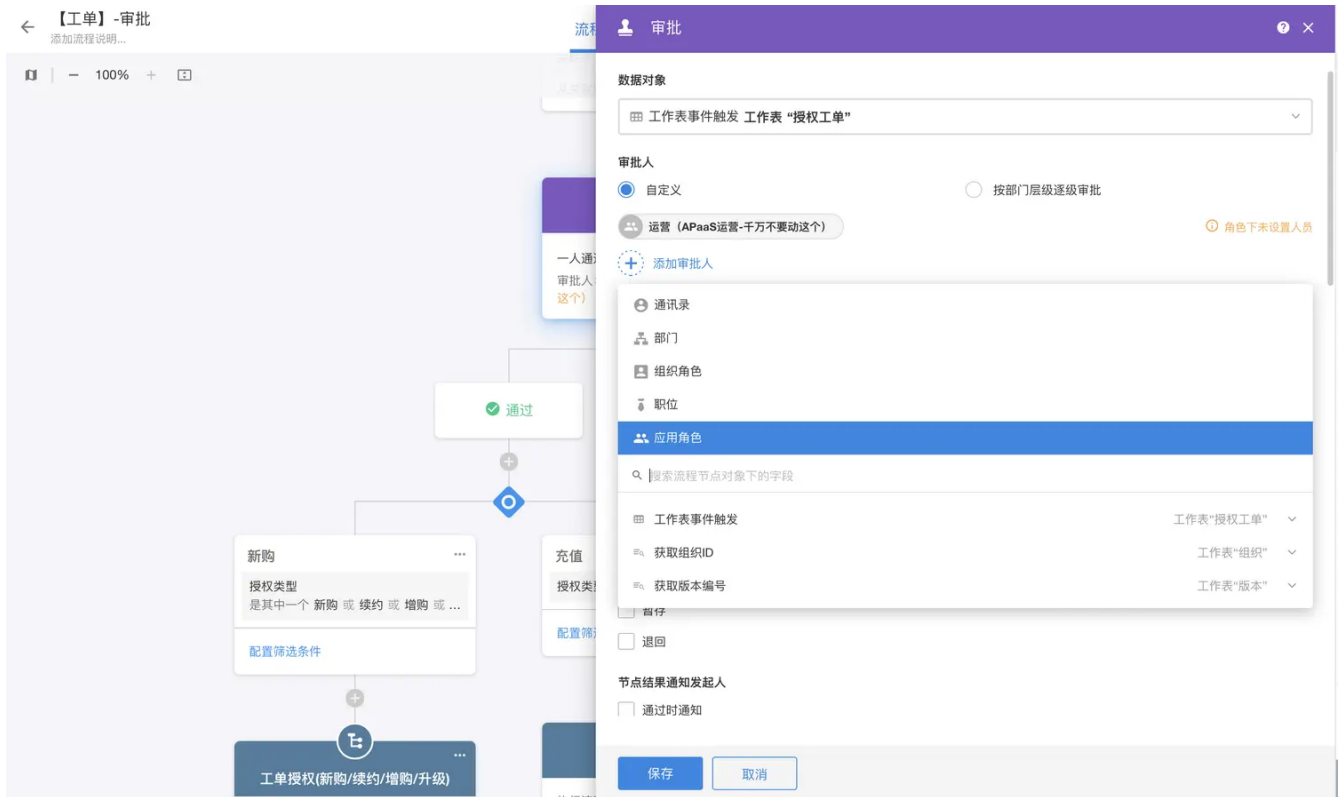 【工单】-审批
添加流程说明...
100%
流程
一人通过
审批人
这个）
通过
新购
授权类型
是其中一个 新购 或 续约 或 增购 或 ...
配置筛选条件
充值
授权类型
配置筛选
工单授权(新购/续约/增购/升级)
审批
数据对象
工作表事件触发 工作表 “授权工单”
审批人
自定义
按部门层级逐级审批
运营（APaaS运营-千万不要动这个）
角色下未设置人员
添加审批人
通讯录
部门
组织角色
职位
应用角色
搜索流程节点对象下的字段
工作表事件触发
工作表“授权工单”
获取组织ID
工作表“组织”
获取版本编号
工作表“版本”
暂存
退回
节点结果通知发起人
通过时通知
保存
取消